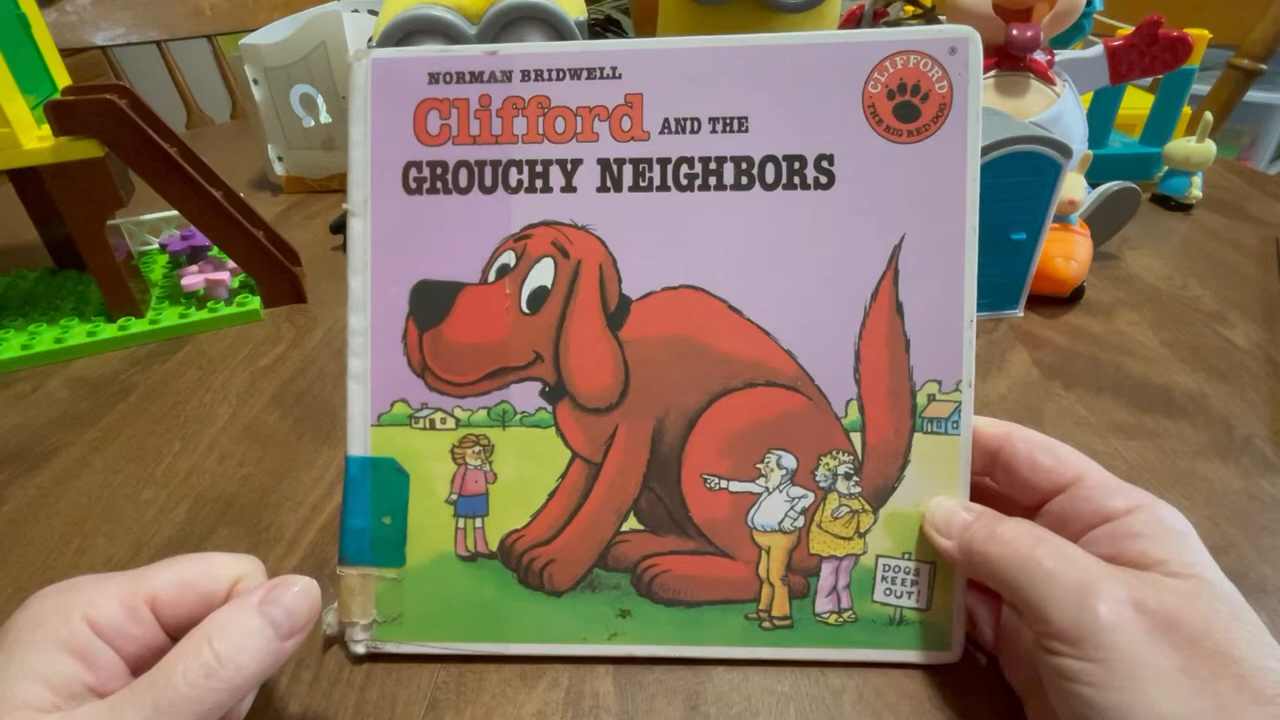 NORMAN BRIDWELL
Clifford AND THE
GROUCHY NEIGHBORS
CLIFFORD
THE BIG RED DOG
®
DOGS
KEEP
OUT!